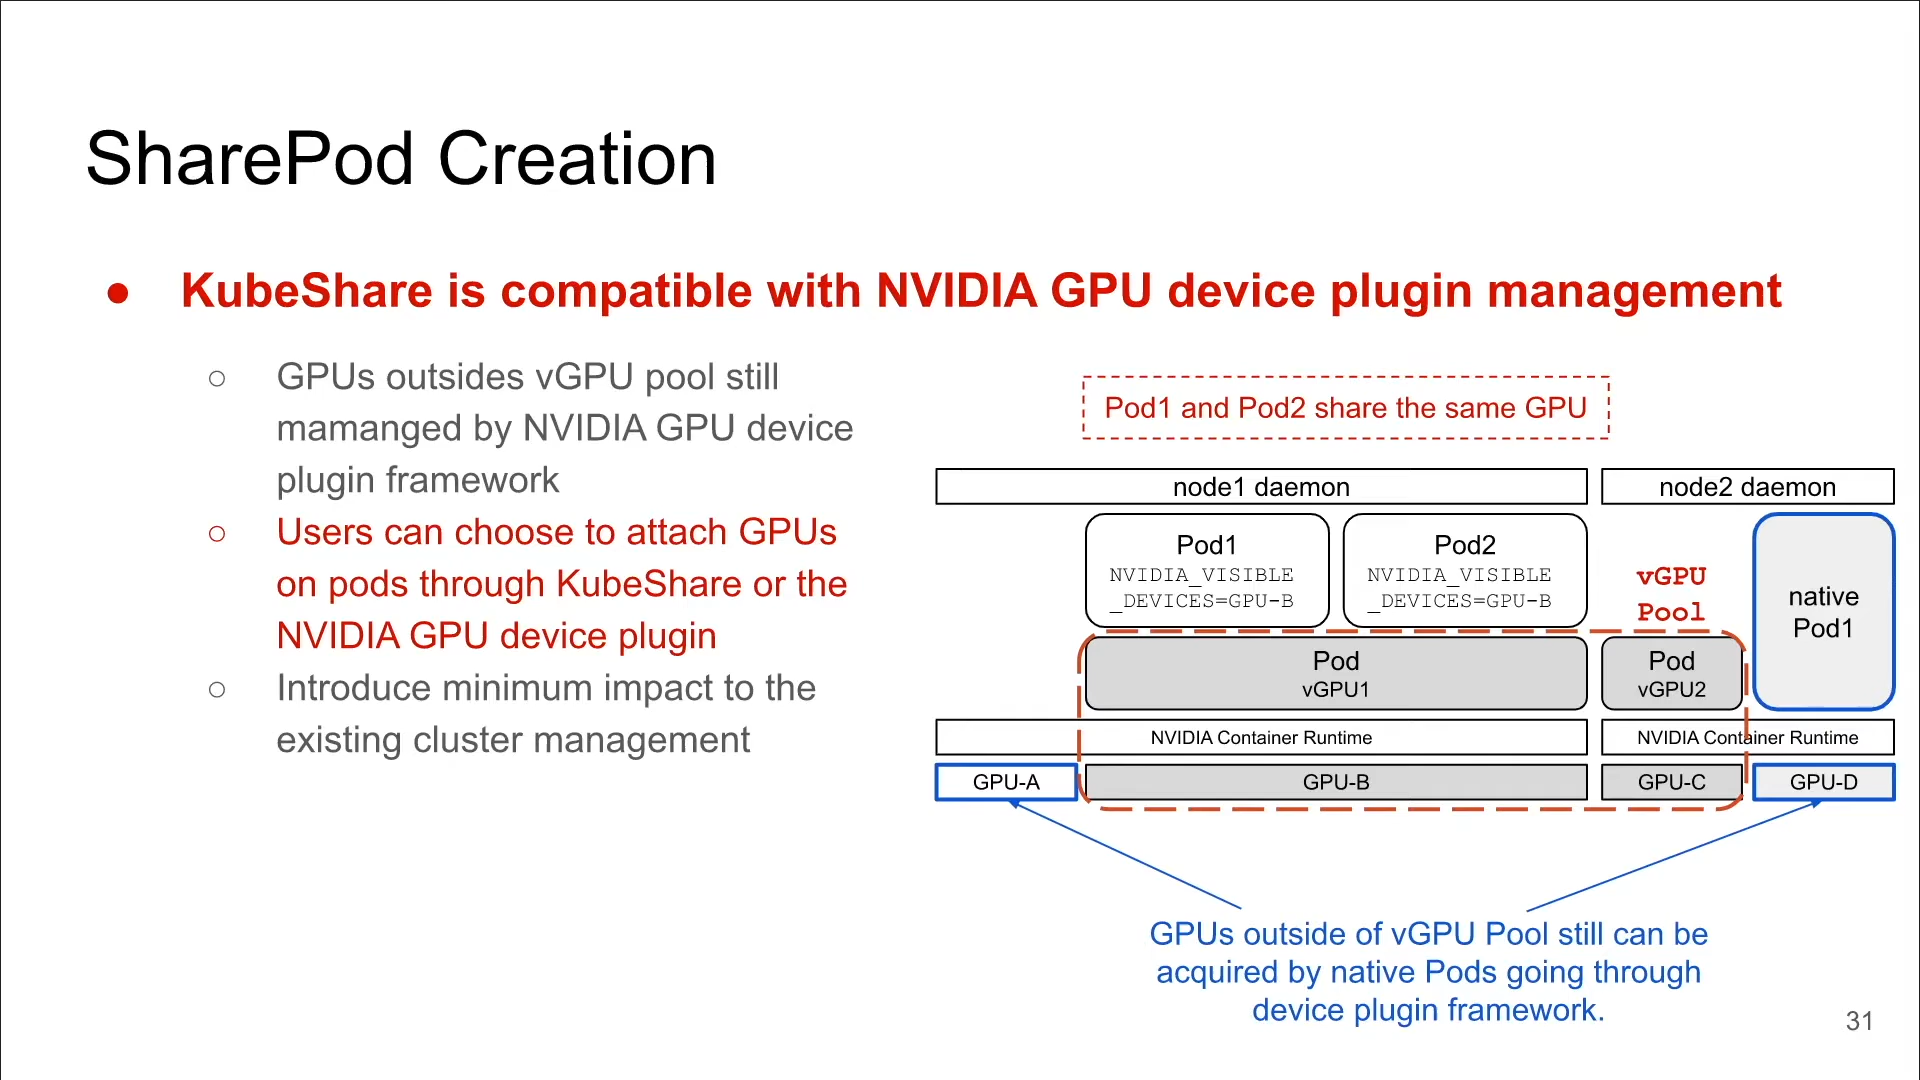 SharePod Creation
● KubeShare is compatible with NVIDIA GPU device plugin management
○ GPUs outsides vGPU pool still
mamanged by NVIDIA GPU device
plugin framework
○ Users can choose to attach GPUs
on pods through KubeShare or the
NVIDIA GPU device plugin
○ Introduce minimum impact to the
existing cluster management
Pod1 and Pod2 share the same GPU
node1 daemon
node2 daemon
Pod1
NVIDIA_VISIBLE
_DEVICES=GPU-B
Pod2
NVIDIA_VISIBLE
_DEVICES=GPU-B
vGPU
Pool
native
Pod1
Pod
vGPU1
Pod
vGPU2
NVIDIA Container Runtime
NVIDIA Container Runtime
GPU-A
GPU-B
GPU-C
GPU-D
GPUs outside of vGPU Pool still can be
acquired by native Pods going through
device plugin framework.
31